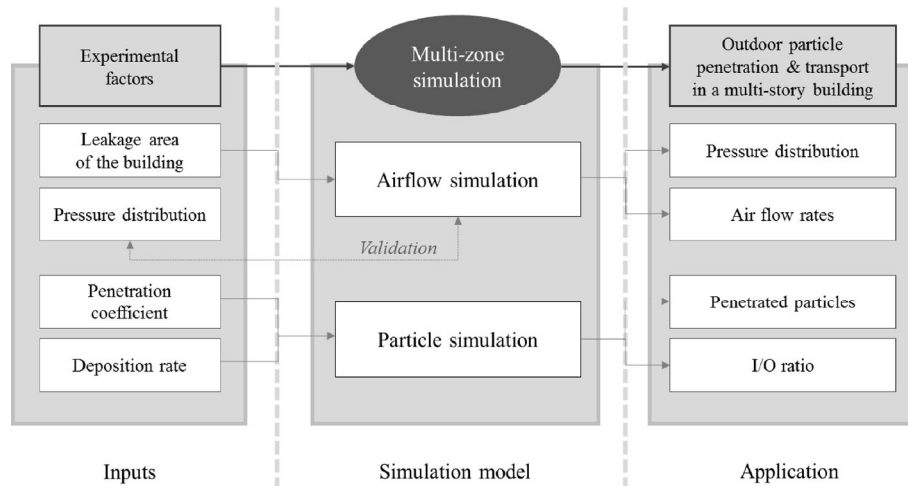 Experimental
factors
Multi-zone
simulation
Outdoor particle
penetration & transport
in a multi-story building
Leakage area
of the building
Pressure distribution
Penetration
coefficient
Deposition rate
Airflow simulation
Validation
Particle simulation
Pressure distribution
Air flow rates
Penetrated particles
I/O ratio
Inputs
Simulation model
Application